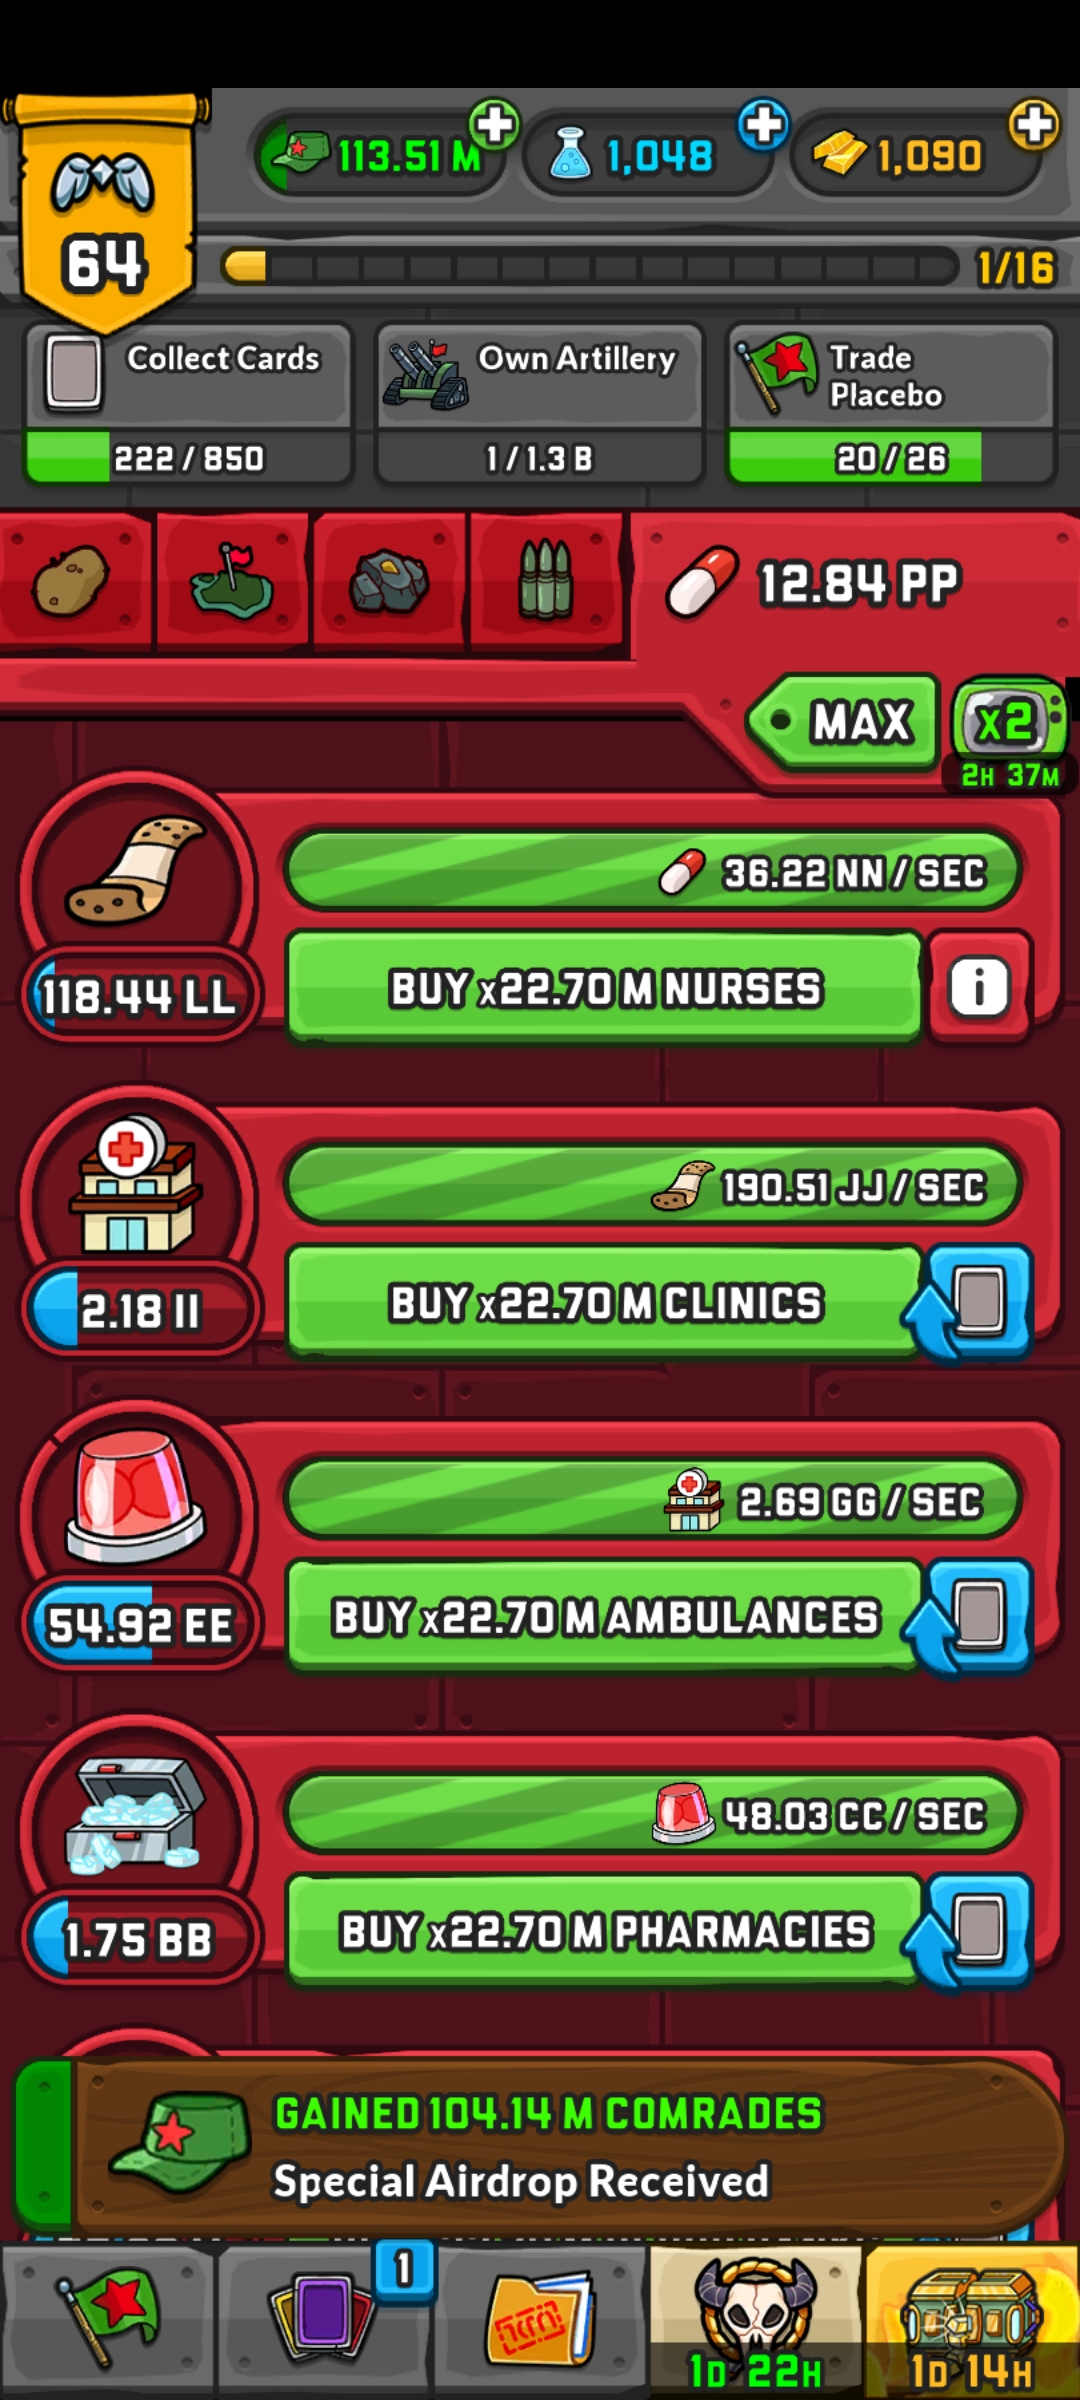 64
113.51 M
1,048
1,090
1/16
Collect Cards
222 / 850
Own Artillery
1 / 1.3 B
Trade
Placebo
20 / 26
12.84 PP
MAX
x2
2H 37M
36.22 NN / SEC
118.44 LL
BUY x22.70 M NURSES
i
190.51 JJ / SEC
2.18 II
BUY x22.70 M CLINICS
2.69 GG / SEC
54.92 EE
BUY x22.70 M AMBULANCES
48.03 CC / SEC
1.75 BB
BUY x22.70 M PHARMACIES
GAINED 104.14 M COMRADES
Special Airdrop Received
1
1D 22H
1D 14H